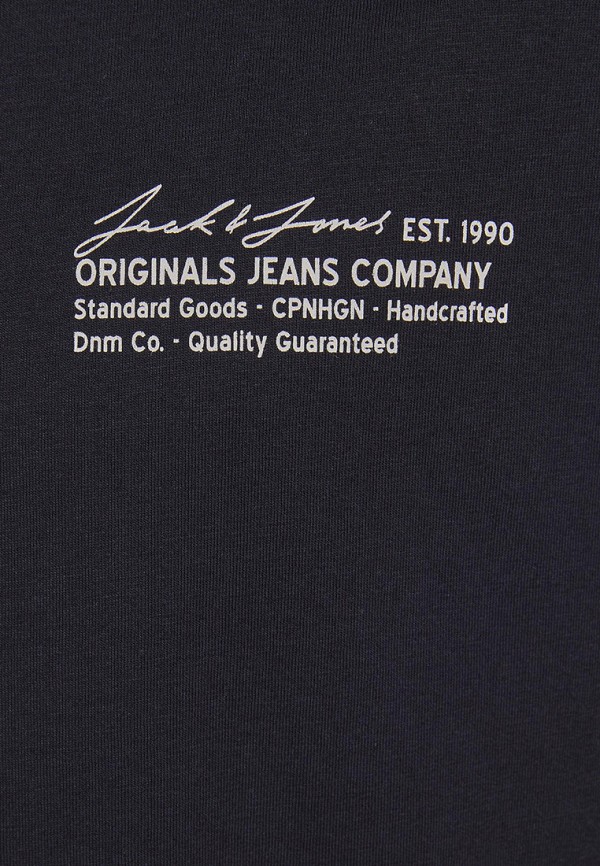 Jack & Jones EST. 1990
ORIGINALS JEANS COMPANY
Standard Goods - CPNHGN - Handcrafted
Dnm Co. - Quality Guaranteed